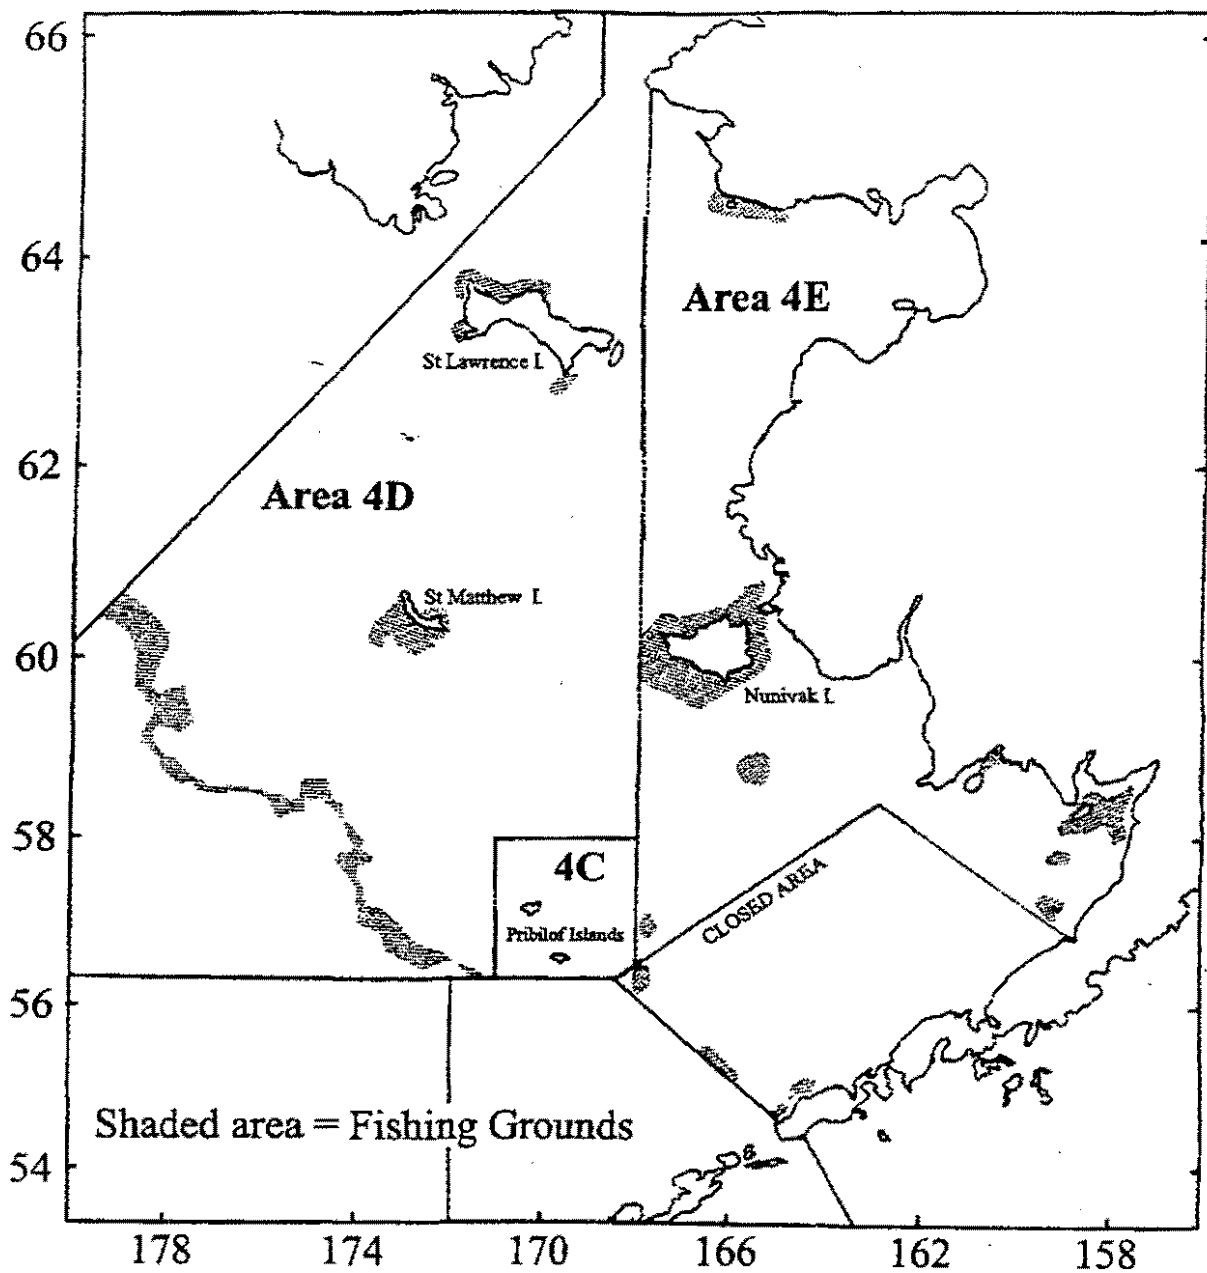 66
64
Area 4E
St Lawrence I.
62
Area 4D
St Matthew I.
60
Nunivak I.
58
4C
CLOSED AREA
Pribilof Islands
56
Shaded area = Fishing Grounds
54
178 174 170 166 162 158